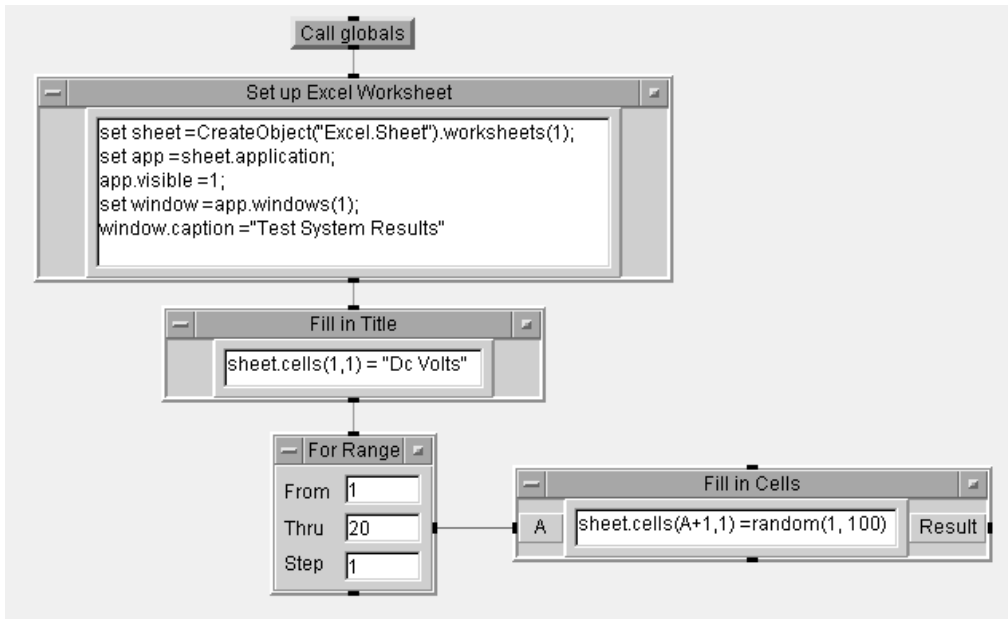 Call globals
Set up Excel Worksheet
set sheet =CreateObject("Excel.Sheet").worksheets(1);
set app =sheet.application;
app.visible =1;
set window =app.windows(1);
window.caption ="Test System Results"
Fill in Title
sheet.cells(1,1) = "Dc Volts"
For Range
From 1
Thru 20
Step 1
Fill in Cells
A sheet.cells(A+1,1) =random(1, 100) Result